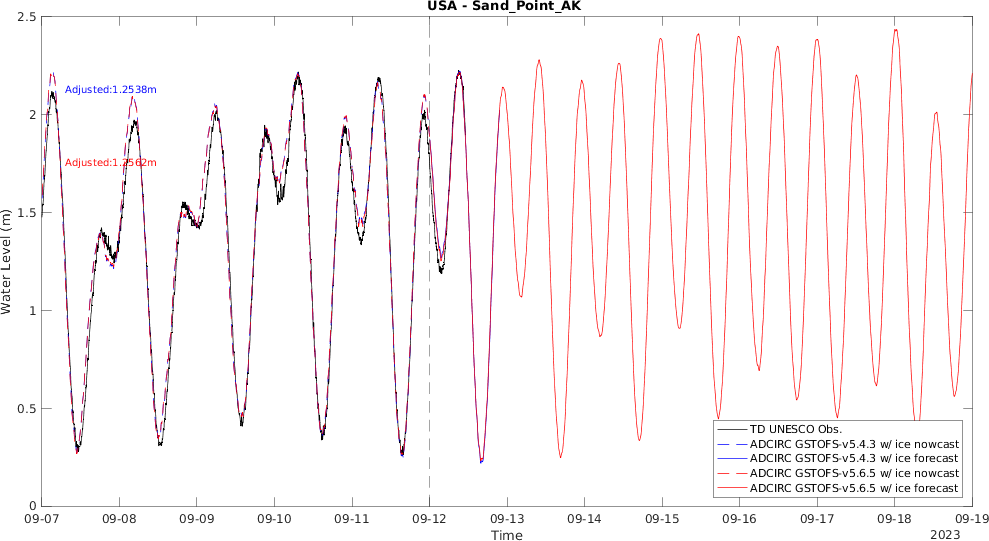 USA - Sand_Point_AK
2.5
2
1.5
1
0.5
0
Water Level (m)
Adjusted:1.2538m
Adjusted:1.2562m
TD UNESCO Obs.
ADCIRC GSTOFS-v5.4.3 w/ ice nowcast
ADCIRC GSTOFS-v5.4.3 w/ ice forecast
ADCIRC GSTOFS-v5.6.5 w/ ice nowcast
ADCIRC GSTOFS-v5.6.5 w/ ice forecast
09-07 09-08 09-09 09-10 09-11 09-12 09-13 09-14 09-15 09-16 09-17 09-18 09-19
Time
2023